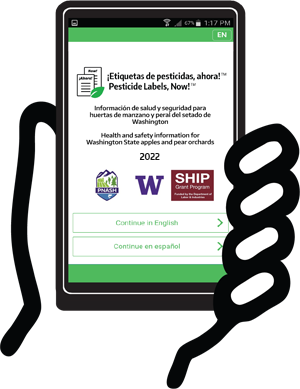 1:17 PM
EN
Now!
¡Ahora!
¡Etiquetas de pesticidas, ahora!™
Pesticide Labels, Now!™
Información de salud y seguridad para
huertas de manzano y peral del setado de
Washington
Health and safety information for
Washington State apples and pear orchards
2022
PNASH
W
SHIP
Grant Program
Funded by the Department of
Labor & Industries
Continue in English
Continue en español